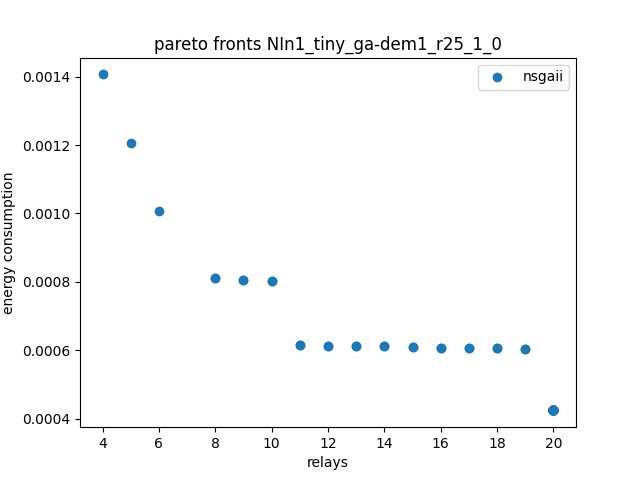 pareto fronts NIn1_tiny_ga-dem1_r25_1_0
nsgaii
energy consumption
0.0014
0.0012
0.0010
0.0008
0.0006
0.0004
4 6 8 10 12 14 16 18 20
relays